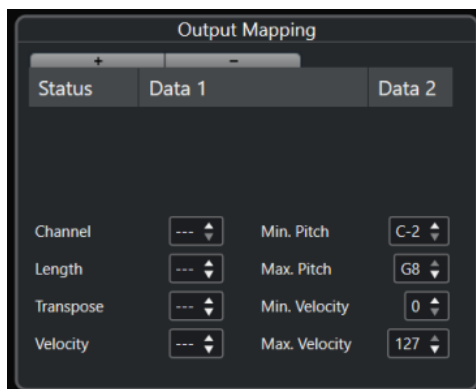 Output Mapping
+ −
Status Data 1 Data 2
Channel --- Min. Pitch C-2
Length --- Max. Pitch G8
Transpose --- Min. Velocity 0
Velocity --- Max. Velocity 127